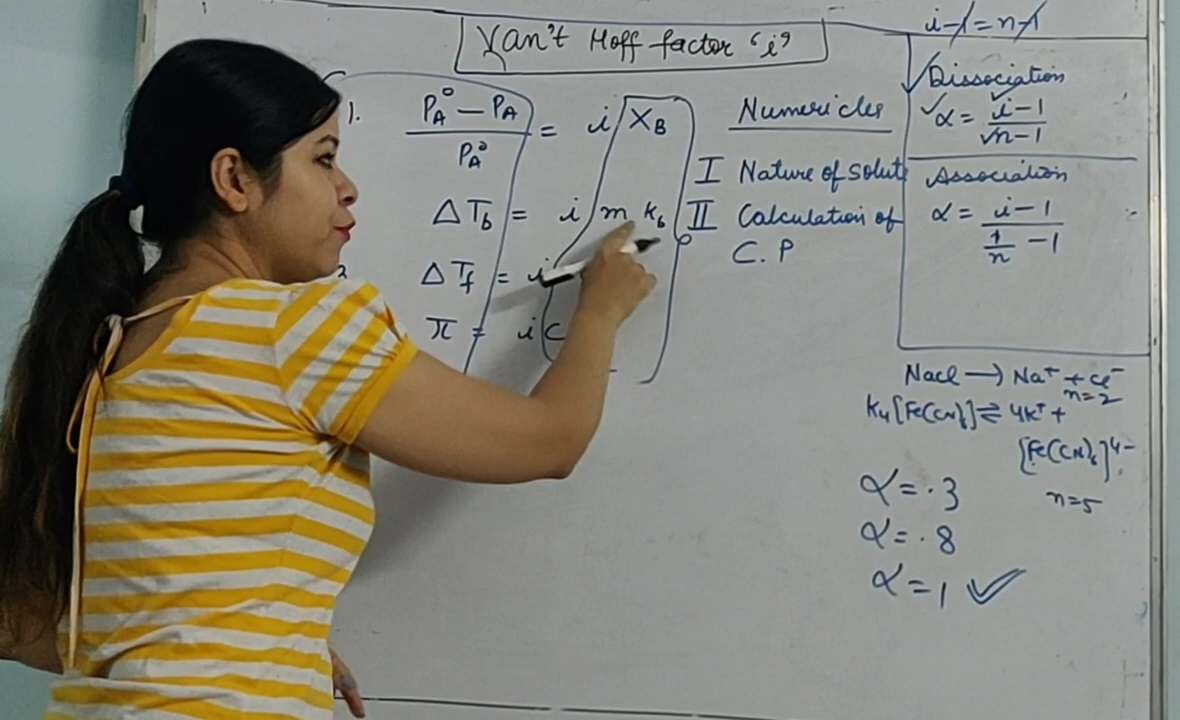 Van't Hoff factor 'i'
1. PA° – PA / PA° = i XB
ΔTb = i m Kb
3 ΔTf = i
π = i C
Numericles
I Nature of Solute
II Calculation of
C. P
i-1 = n-1
Dissociation
α = i-1 / n-1
Association
α = i-1 / 1/n -1
NaCl → Na⁺ + Cl⁻
n=2
K4[Fe(CN)6] ⇌ 4K⁺ +
[Fe(CN)6]4-
n=5
α = .3
α = .8
α = 1 ✓